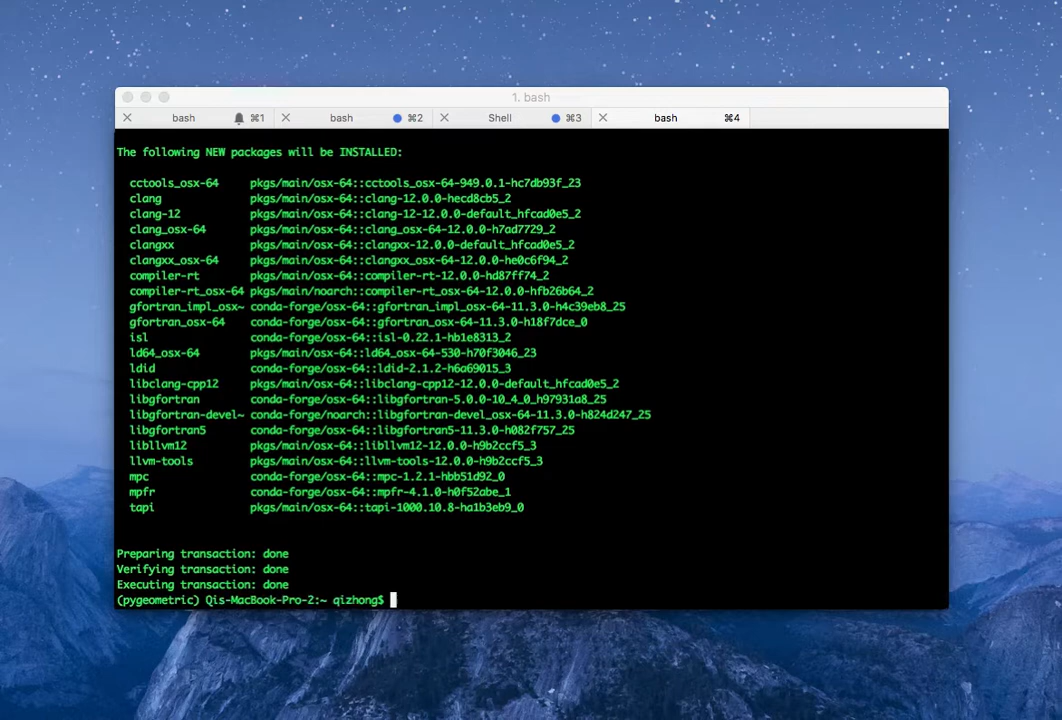 1. bash
bash ⌘1 bash ⌘2 Shell ⌘3 bash ⌘4
The following NEW packages will be INSTALLED:
cctools_osx-64 pkgs/main/osx-64::cctools_osx-64-949.0.1-hc7db93f_23
clang pkgs/main/osx-64::clang-12.0.0-hecd8cb5_2
clang-12 pkgs/main/osx-64::clang-12-12.0.0-default_hfcad0e5_2
clang_osx-64 pkgs/main/osx-64::clang_osx-64-12.0.0-h7ad7729_2
clangxx pkgs/main/osx-64::clangxx-12.0.0-default_hfcad0e5_2
clangxx_osx-64 pkgs/main/osx-64::clangxx_osx-64-12.0.0-he0c6f94_2
compiler-rt pkgs/main/osx-64::compiler-rt-12.0.0-hd87ff74_2
compiler-rt_osx-64 pkgs/main/noarch::compiler-rt_osx-64-12.0.0-hfb26b64_2
gfortran_impl_osx~ conda-forge/osx-64::gfortran_impl_osx-64-11.3.0-h4c39eb8_25
gfortran_osx-64 conda-forge/osx-64::gfortran_osx-64-11.3.0-h18f7dce_0
isl conda-forge/osx-64::isl-0.22.1-hb1e8313_2
ld64_osx-64 pkgs/main/osx-64::ld64_osx-64-530-h70f3046_23
ldid conda-forge/osx-64::ldid-2.1.2-h6a69015_3
libclang-cpp12 pkgs/main/osx-64::libclang-cpp12-12.0.0-default_hfcad0e5_2
libgfortran conda-forge/osx-64::libgfortran-5.0.0-10_4_0_h97931a8_25
libgfortran-devel~ conda-forge/noarch::libgfortran-devel_osx-64-11.3.0-h824d247_25
libgfortran5 conda-forge/osx-64::libgfortran5-11.3.0-h082f757_25
libllvm12 pkgs/main/osx-64::libllvm12-12.0.0-h9b2ccf5_3
llvm-tools pkgs/main/osx-64::llvm-tools-12.0.0-h9b2ccf5_3
mpc conda-forge/osx-64::mpc-1.2.1-hbb51d92_0
mpfr conda-forge/osx-64::mpfr-4.1.0-h0f52abe_1
tapi pkgs/main/osx-64::tapi-1000.10.8-ha1b3eb9_0
Preparing transaction: done
Verifying transaction: done
Executing transaction: done
(pygeometric) Qis-MacBook-Pro-2:~ qizhong$